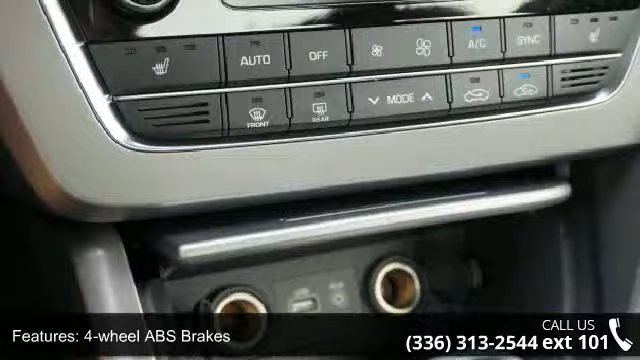 AUTO OFF A/C SYNC
FRONT REAR MODE
Features: 4-wheel ABS Brakes
CALL US
(336) 313-2544 ext 101